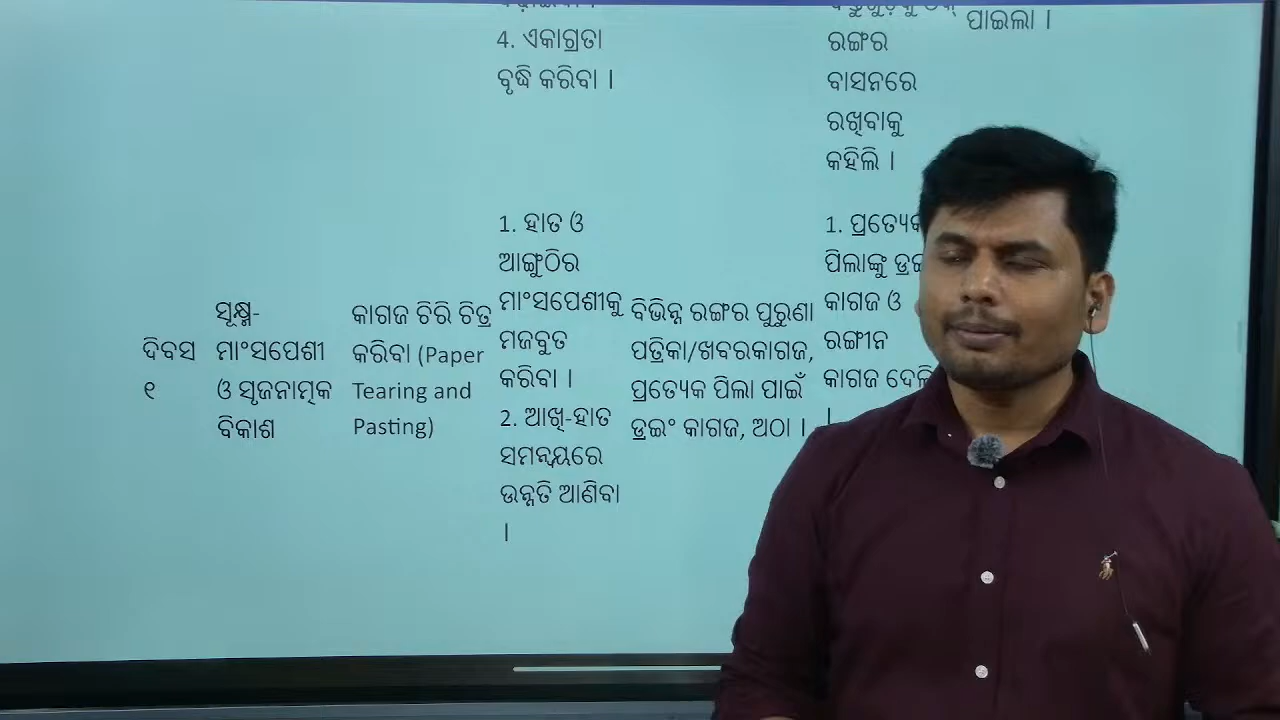 4. ଏକାଗ୍ରତା
ବୃଦ୍ଧି କରିବା ।
ପାଇଲା ।
ରଙ୍ଗର
ବାସନରେ
ରଖିବାକୁ
କହିଲି ।
ଦିବସ
୧
ସୂକ୍ଷ୍ମ-
ମାଂସପେଶୀ
ଓ ସୃଜନାତ୍ମକ
ବିକାଶ
କାଗଜ ଚିରି ଚିତ୍ର
କରିବା (Paper
Tearing and
Pasting)
1. ହାତ ଓ
ଆଙ୍ଗୁଠିର
ମାଂସପେଶୀକୁ
ମଜବୁତ
କରିବା ।
2. ଆଖି-ହାତ
ସମନ୍ୱୟରେ
ଉନ୍ନତି ଆଣିବା
।
ବିଭିନ୍ନ ରଙ୍ଗର ପୁରୁଣା
ପତ୍ରିକା/ଖବରକାଗଜ,
ପ୍ରତ୍ୟେକ ପିଲା ପାଇଁ
ଡ୍ରଇଂ କାଗଜ, ଅଠା ।
1. ପ୍ରତ୍ୟେକ
ପିଲାଙ୍କୁ
କାଗଜ ଓ
ରଙ୍ଗୀନ
କାଗଜ ଦେଲି
।